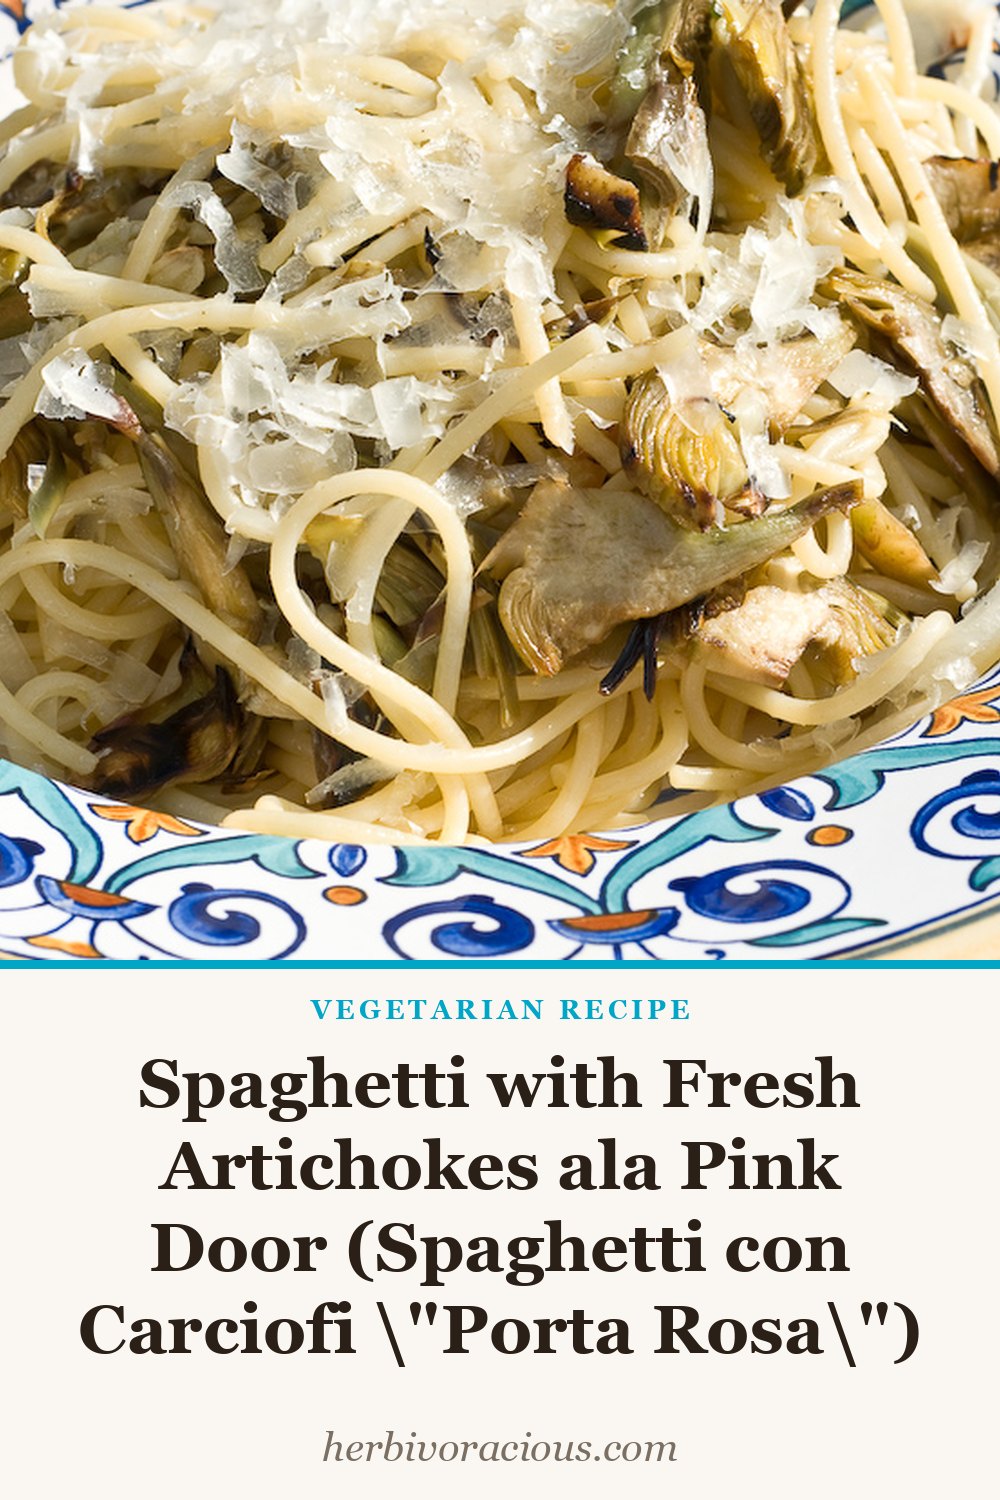 VEGETARIAN RECIPE
Spaghetti with Fresh
Artichokes ala Pink
Door (Spaghetti con
Carciofi \"Porta Rosa\")
herbivoracious.com